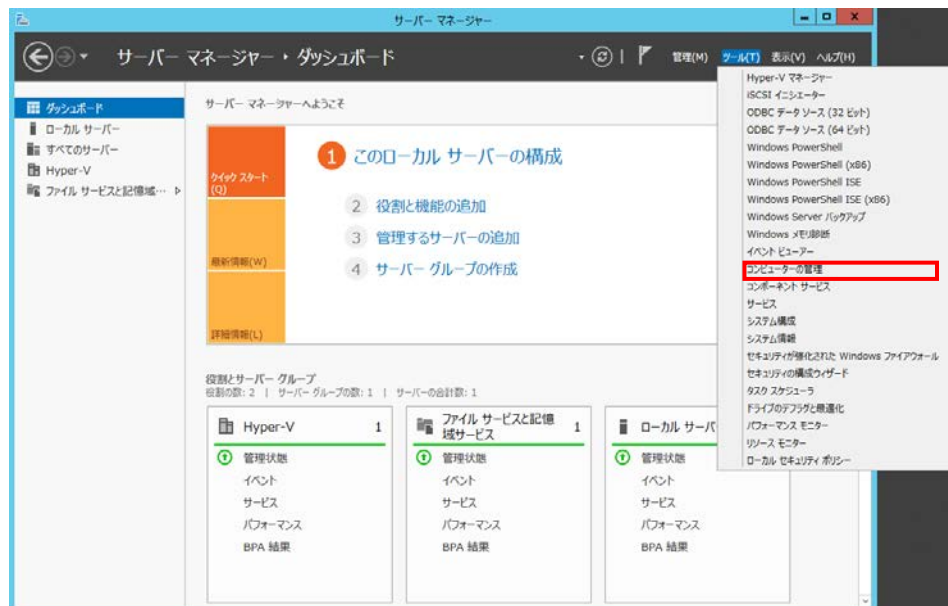 サーバー マネージャー
サーバー マネージャー ・ ダッシュボード
管理(M) ツール(T) 表示(V) ヘルプ(H)
ダッシュボード
ローカル サーバー
すべてのサーバー
Hyper-V
ファイル サービスと記憶域…
サーバー マネージャーへようこそ
クイック スタート(Q)
最新情報(W)
詳細情報(L)
1 このローカル サーバーの構成
2 役割と機能の追加
3 管理するサーバーの追加
4 サーバー グループの作成
役割とサーバー グループ
役割の数: 2 | サーバー グループの数: 1 | サーバーの合計数: 1
Hyper-V 1
管理状態
イベント
サービス
パフォーマンス
BPA 結果
ファイル サービスと記憶
域サービス 1
管理状態
イベント
サービス
パフォーマンス
BPA 結果
ローカル サーバ
管理状態
イベント
サービス
パフォーマンス
BPA 結果
Hyper-V マネージャー
iSCSI イニシエーター
ODBC データ ソース (32 ビット)
ODBC データ ソース (64 ビット)
Windows PowerShell
Windows PowerShell (x86)
Windows PowerShell ISE
Windows PowerShell ISE (x86)
Windows Server バックアップ
Windows メモリ診断
イベント ビューアー
コンピューターの管理
コンポーネント サービス
サービス
システム構成
システム情報
セキュリティが強化された Windows ファイアウォール
セキュリティの構成ウィザード
タスク スケジューラ
ドライブのデフラグと最適化
パフォーマンス モニター
リソース モニター
ローカル セキュリティ ポリシー